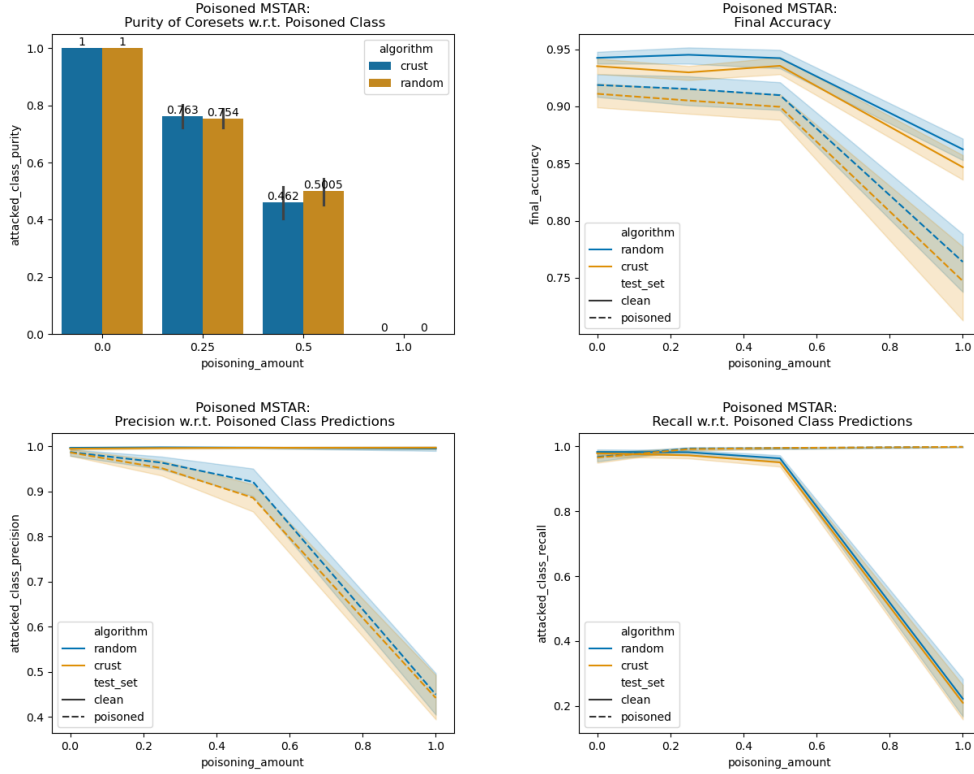 Poisoned MSTAR:
Purity of Coresets w.r.t. Poisoned Class
attacked_class_purity
1.0
0.8
0.6
0.4
0.2
0.0
1
1
0.763
0.754
0.462
0.5005
0
0
algorithm
crust
random
0.0
0.25
0.5
1.0
poisoning_amount
Poisoned MSTAR:
Final Accuracy
final_accuracy
0.95
0.90
0.85
0.80
0.75
algorithm
random
crust
test_set
clean
poisoned
0.0
0.2
0.4
0.6
0.8
1.0
poisoning_amount
Poisoned MSTAR:
Precision w.r.t. Poisoned Class Predictions
attacked_class_precision
1.0
0.9
0.8
0.7
0.6
0.5
0.4
algorithm
random
crust
test_set
clean
poisoned
0.0
0.2
0.4
0.6
0.8
1.0
poisoning_amount
Poisoned MSTAR:
Recall w.r.t. Poisoned Class Predictions
attacked_class_recall
1.0
0.8
0.6
0.4
0.2
algorithm
random
crust
test_set
clean
poisoned
0.0
0.2
0.4
0.6
0.8
1.0
poisoning_amount